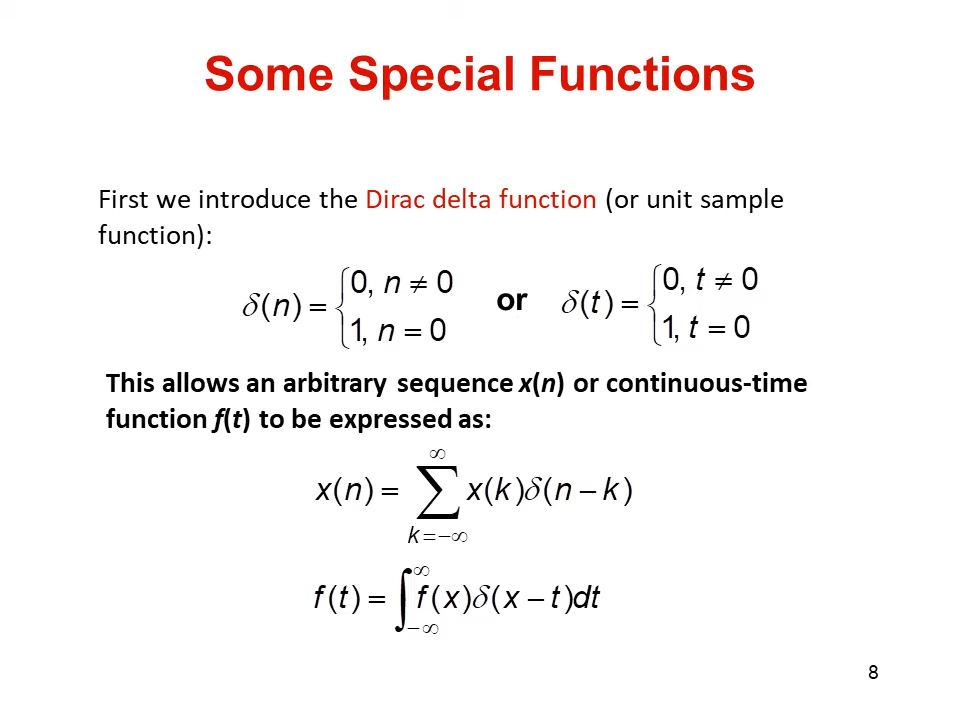 Some Special Functions
First we introduce the Dirac delta function (or unit sample
function):
δ(n) = {0, n ≠ 0 or δ(t) = {0, t ≠ 0
1, n = 0 1, t = 0
This allows an arbitrary sequence x(n) or continuous-time
function f(t) to be expressed as:
x(n) = ∑_{k=−∞}^{∞} x(k)δ(n − k)
f(t) = ∫_{−∞}^{∞} f(x)δ(x − t)dt
8